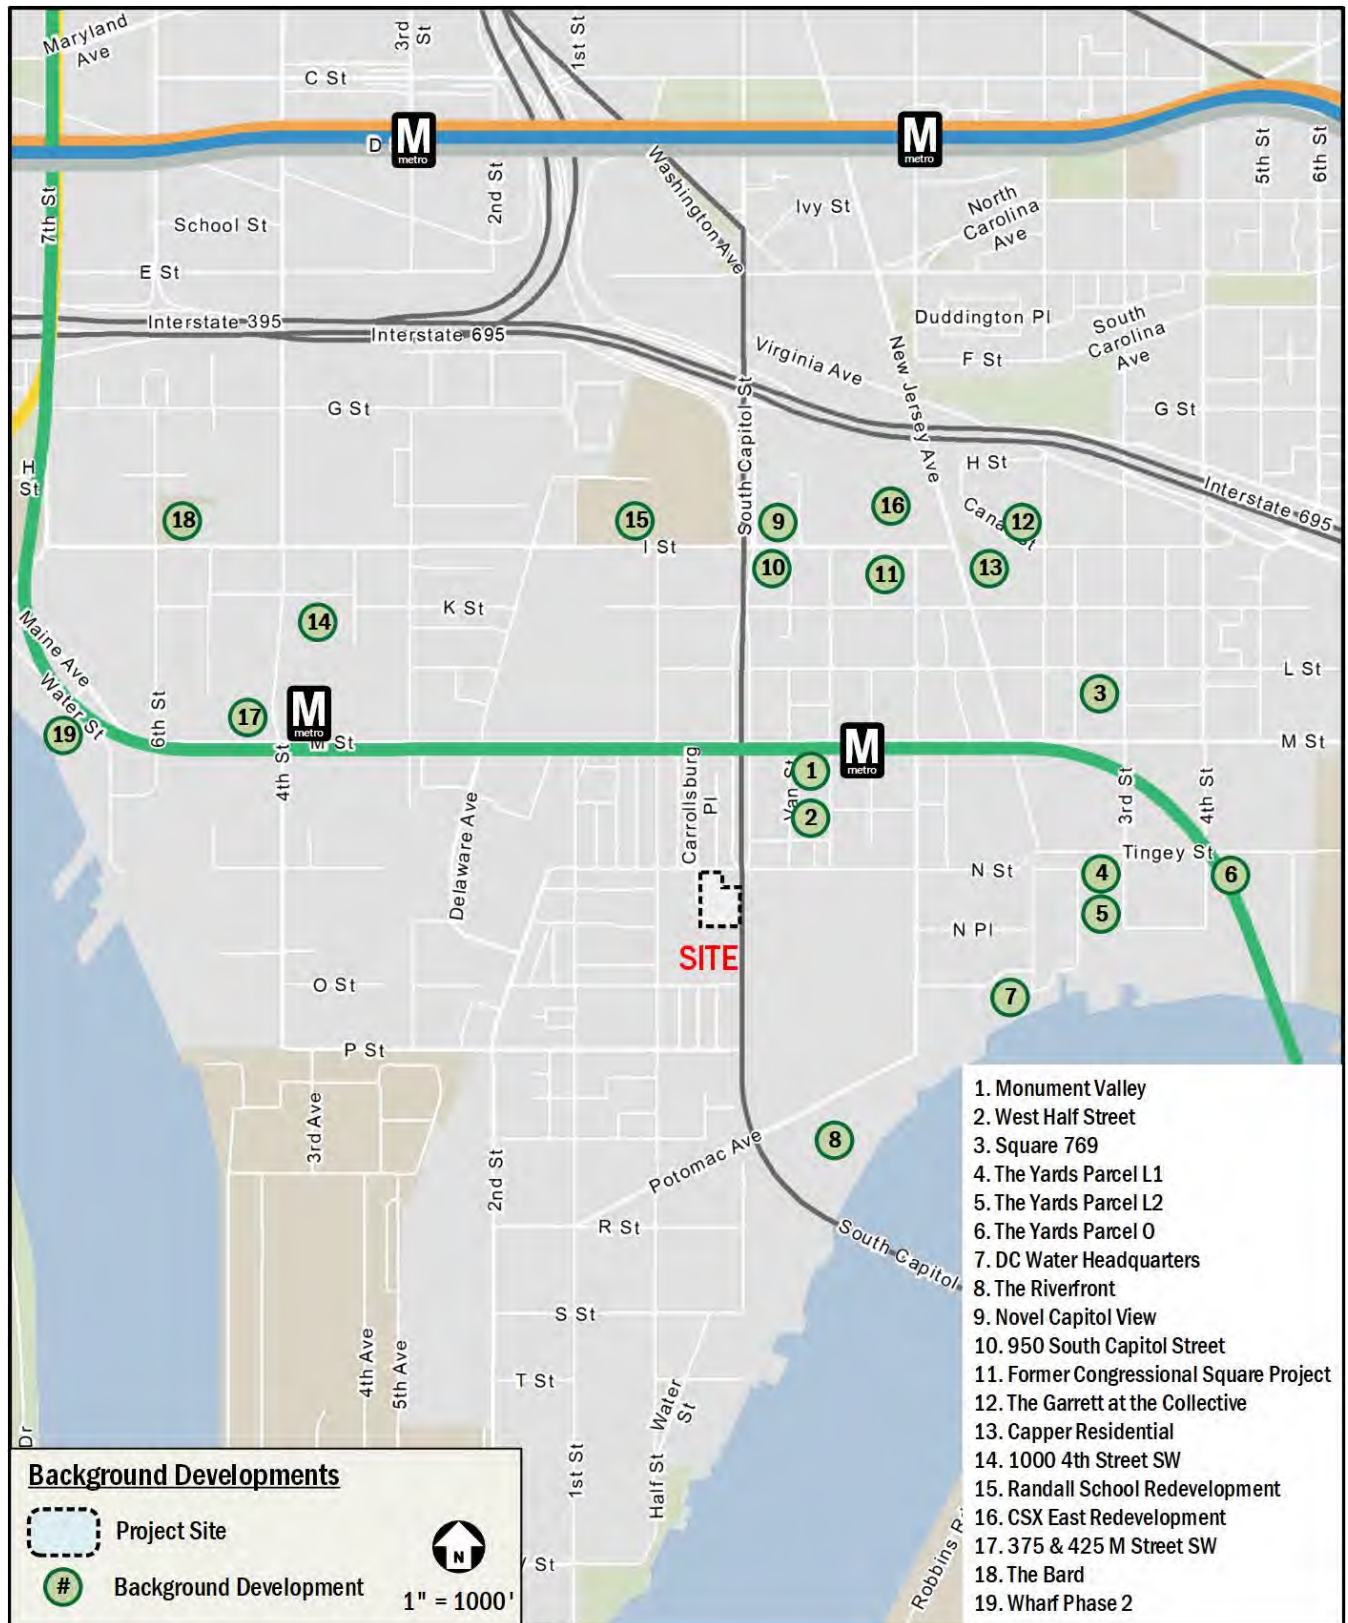 Maryland
Ave
3rd
St
1st St
C St
D
M
metro
M
metro
5th St
6th St
7th St
2nd St
Washington Ave
Ivy St
North
Carolina
Ave
School St
E St
Interstate 395
Interstate 695
Duddington Pl
South
Carolina
Ave
F St
Virginia Ave
New Jersey Ave
South Capitol St
G St
G St
H
St
H St
Interstate 695
Canal St
18
15
9
16
12
I St
10
11
13
K St
14
Maine Ave
Water St
L St
3
6th St
17
M
metro
19
M St
4th St
M
metro
M St
Carrollsburg
Pl
Van St
1
2
3rd St
4th St
Delaware Ave
Tingey St
N St
4
6
5
N Pl
SITE
O St
7
P St
3rd Ave
8
Potomac Ave
2nd St
R St
South Capitol
S St
4th Ave
5th Ave
T St
Water
St
Dr
1st St
Half St
V St
Robbins R
1. Monument Valley
2. West Half Street
3. Square 769
4. The Yards Parcel L1
5. The Yards Parcel L2
6. The Yards Parcel O
7. DC Water Headquarters
8. The Riverfront
9. Novel Capitol View
10. 950 South Capitol Street
11. Former Congressional Square Project
12. The Garrett at the Collective
13. Capper Residential
14. 1000 4th Street SW
15. Randall School Redevelopment
16. CSX East Redevelopment
17. 375 & 425 M Street SW
18. The Bard
19. Wharf Phase 2
Background Developments
Project Site
# Background Development
N
1" = 1000'